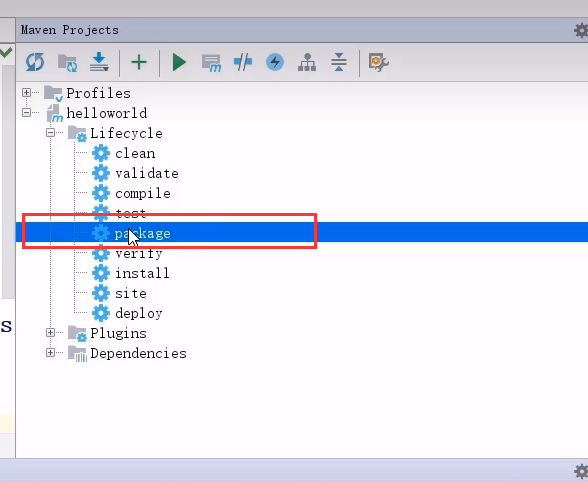 Maven Projects
Profiles
helloworld
Lifecycle
clean
validate
compile
test
package
verify
install
site
deploy
S
Plugins
Dependencies